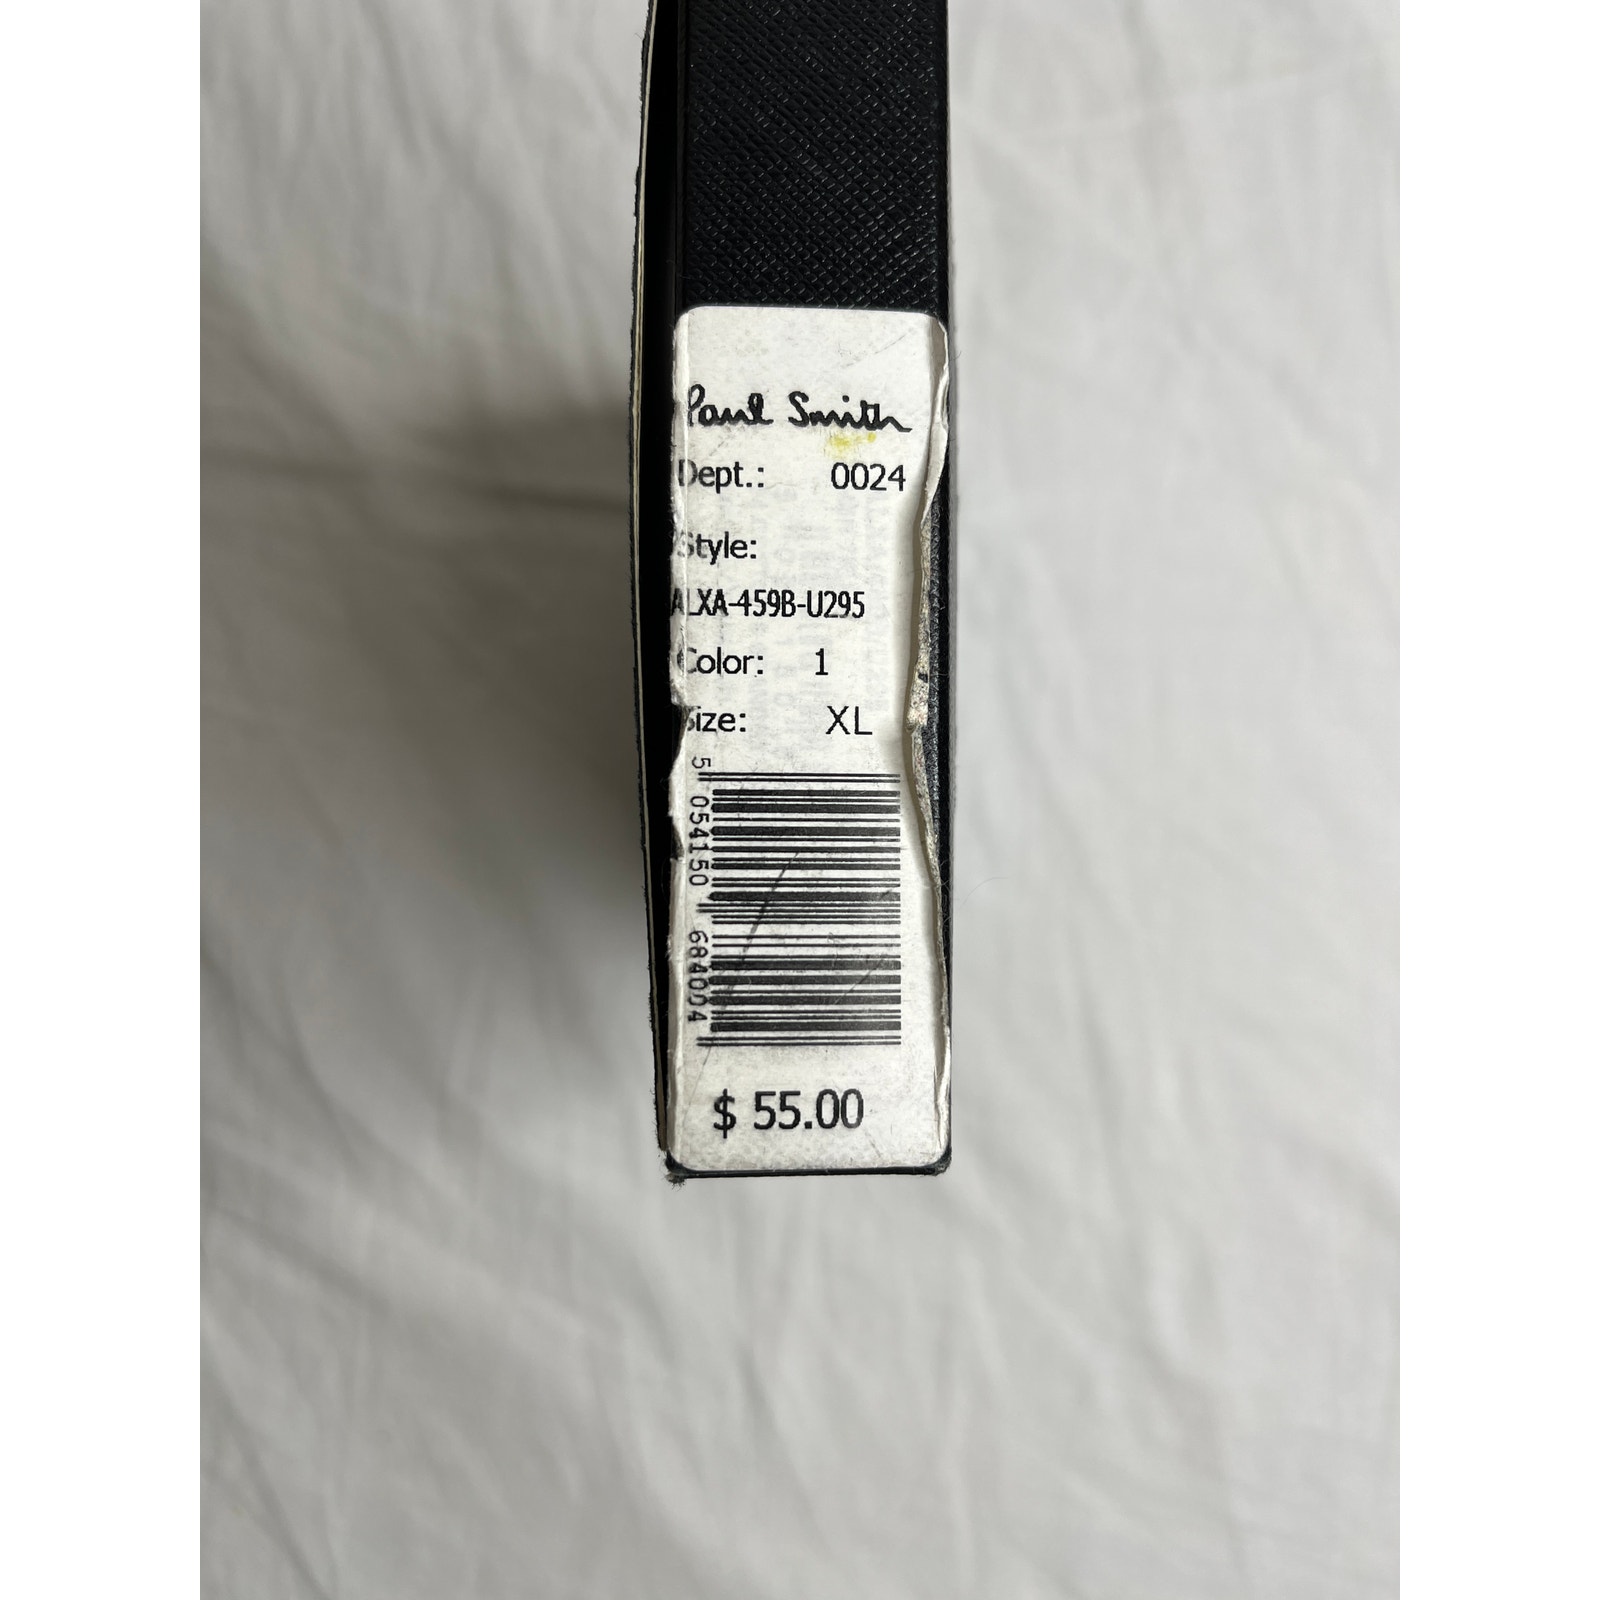 Paul Smith
Dept.: 0024
Style:
ALXA-459B-U295
Color: 1
Size: XL
5 054150 684004
$ 55.00